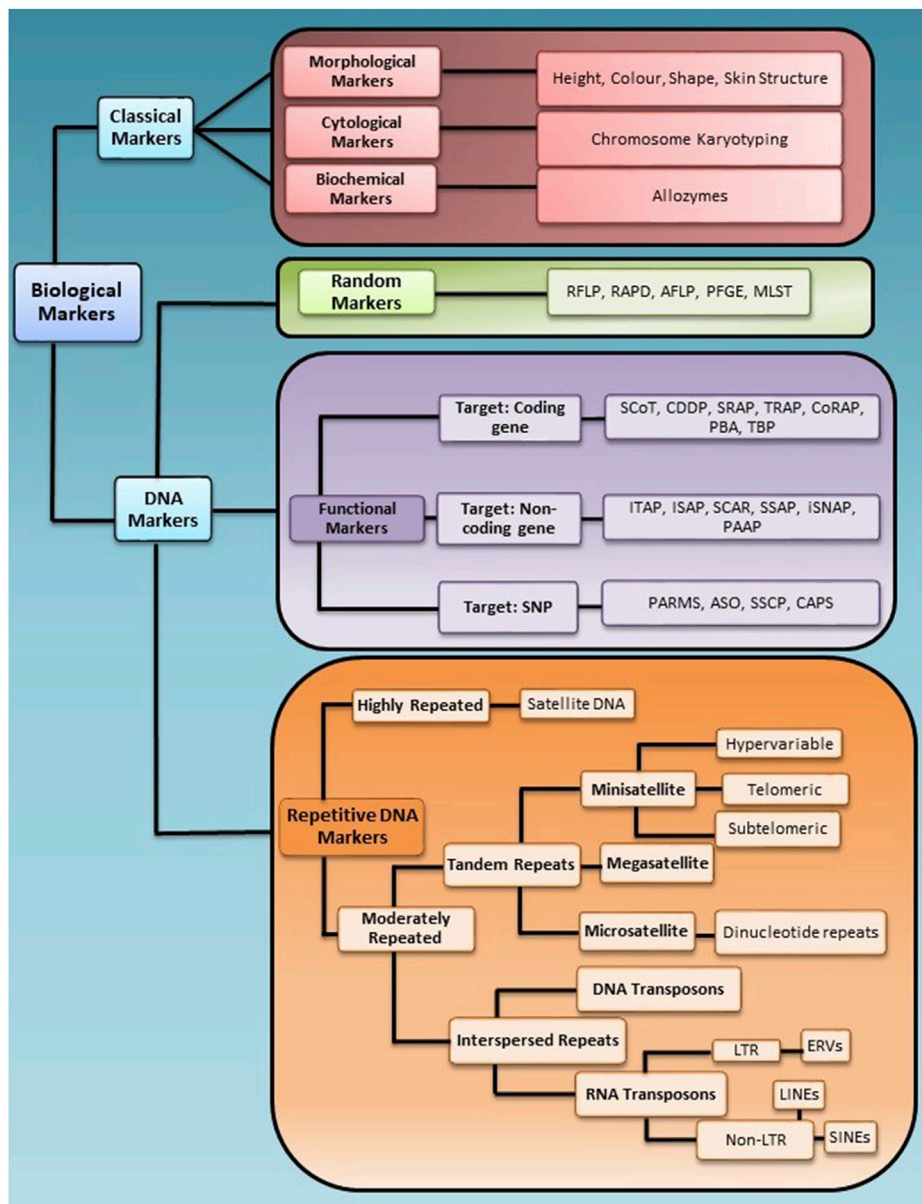 Biological
Markers
Classical
Markers
Morphological
Markers
Height, Colour, Shape, Skin Structure
Cytological
Markers
Chromosome Karyotyping
Biochemical
Markers
Allozymes
DNA
Markers
Random
Markers
RFLP, RAPD, AFLP, PFGE, MLST
Functional
Markers
Target: Coding
gene
SCoT, CDDP, SRAP, TRAP, CoRAP,
PBA, TBP
Target: Non-
coding gene
ITAP, ISAP, SCAR, SSAP, iSNAP,
PAAP
Target: SNP
PARMS, ASO, SSCP, CAPS
Repetitive DNA
Markers
Highly Repeated
Satellite DNA
Moderately
Repeated
Tandem Repeats
Minisatellite
Hypervariable
Telomeric
Subtelomeric
Megasatellite
Microsatellite
Dinucleotide repeats
Interspersed Repeats
DNA Transposons
RNA Transposons
LTR
ERVs
Non-LTR
LINEs
SINEs